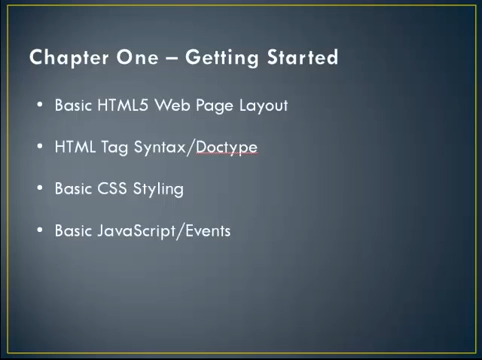 Chapter One – Getting Started
• Basic HTML5 Web Page Layout
• HTML Tag Syntax/Doctype
• Basic CSS Styling
• Basic JavaScript/Events